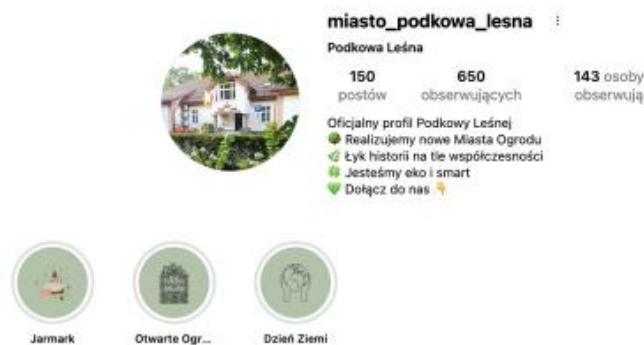 miasto_podkowa_lesna
Podkowa Leśna
150 650 143 osoby
postów obserwujących obserwują
Oficjalny profil Podkowy Leśnej
Realizujemy nowe Miasta Ogrodu
Łyk historii na tle współczesności
Jesteśmy eko i smart
Dołącz do nas
Jarmark Otwarte Ogr... Dzień Ziemi